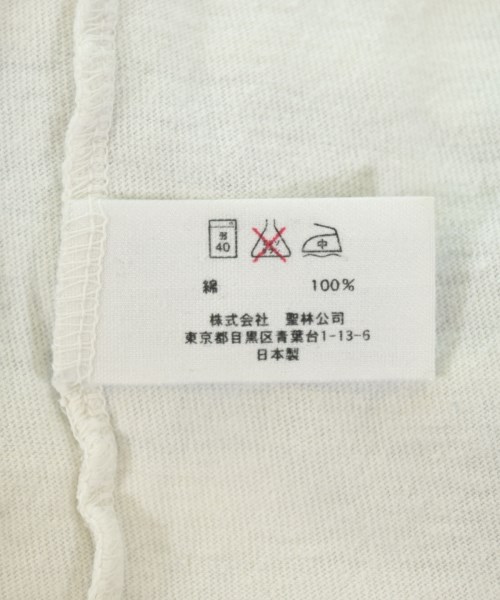 弱
40
中
綿 100%
株式会社 聖林公司
東京都目黒区青葉台1-13-6
日本製